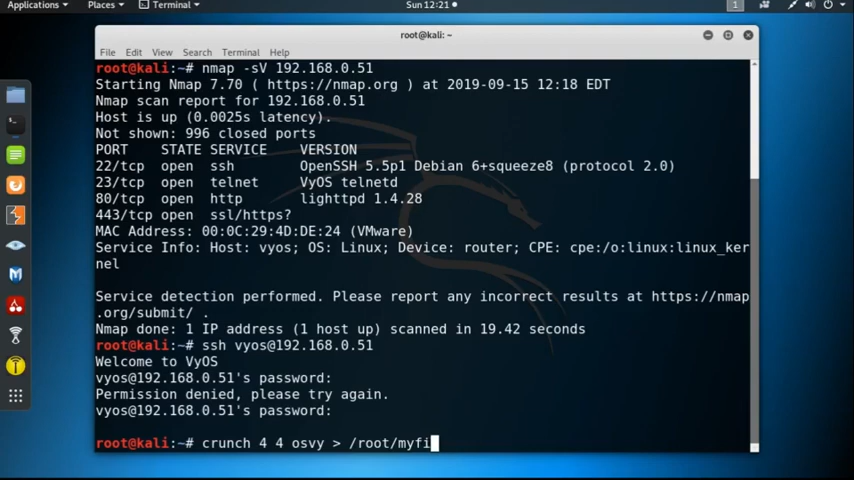 Applications Places Terminal Sun 12:21 1
root@kali: ~
File Edit View Search Terminal Help
root@kali:~# nmap -sV 192.168.0.51
Starting Nmap 7.70 ( https://nmap.org ) at 2019-09-15 12:18 EDT
Nmap scan report for 192.168.0.51
Host is up (0.0025s latency).
Not shown: 996 closed ports
PORT    STATE SERVICE    VERSION
22/tcp  open  ssh        OpenSSH 5.5p1 Debian 6+squeeze8 (protocol 2.0)
23/tcp  open  telnet     VyOS telnetd
80/tcp  open  http       lighttpd 1.4.28
443/tcp open  ssl/https?
MAC Address: 00:0C:29:4D:DE:24 (VMware)
Service Info: Host: vyos; OS: Linux; Device: router; CPE: cpe:/o:linux:linux_ker
nel
Service detection performed. Please report any incorrect results at https://nmap
.org/submit/ .
Nmap done: 1 IP address (1 host up) scanned in 19.42 seconds
root@kali:~# ssh vyos@192.168.0.51
Welcome to VyOS
vyos@192.168.0.51's password:
Permission denied, please try again.
vyos@192.168.0.51's password:
root@kali:~# crunch 4 4 osvy > /root/myfi